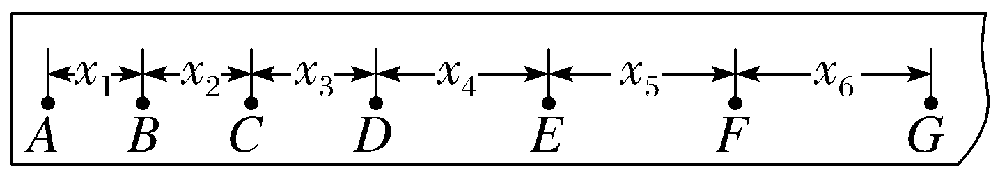 x₁ x₂ x₃ x₄ x₅ x₆
A B C D E F G